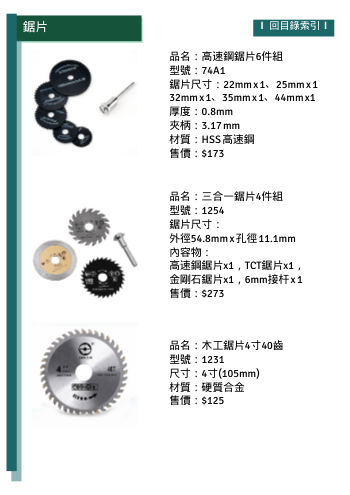 鋸片
回目錄索引
品名：高速鋼鋸片6件組
型號：74A1
鋸片尺寸：22mm x 1、25mm x 1
32mm x 1、35mm x 1、44mm x1
厚度：0.8mm
夾柄：3.17 mm
材質：HSS 高速鋼
售價：$173
品名：三合一鋸片4件組
型號：1254
鋸片尺寸：
外徑54.8mm x 孔徑 11.1mm
內容物：
高速鋼鋸片x1，TCT鋸片x1，
金剛石鋸片x1，6mm接杆x 1
售價：$273
品名：木工鋸片4寸40齒
型號：1231
尺寸：4寸(105mm)
材質：硬質合金
售價：$125